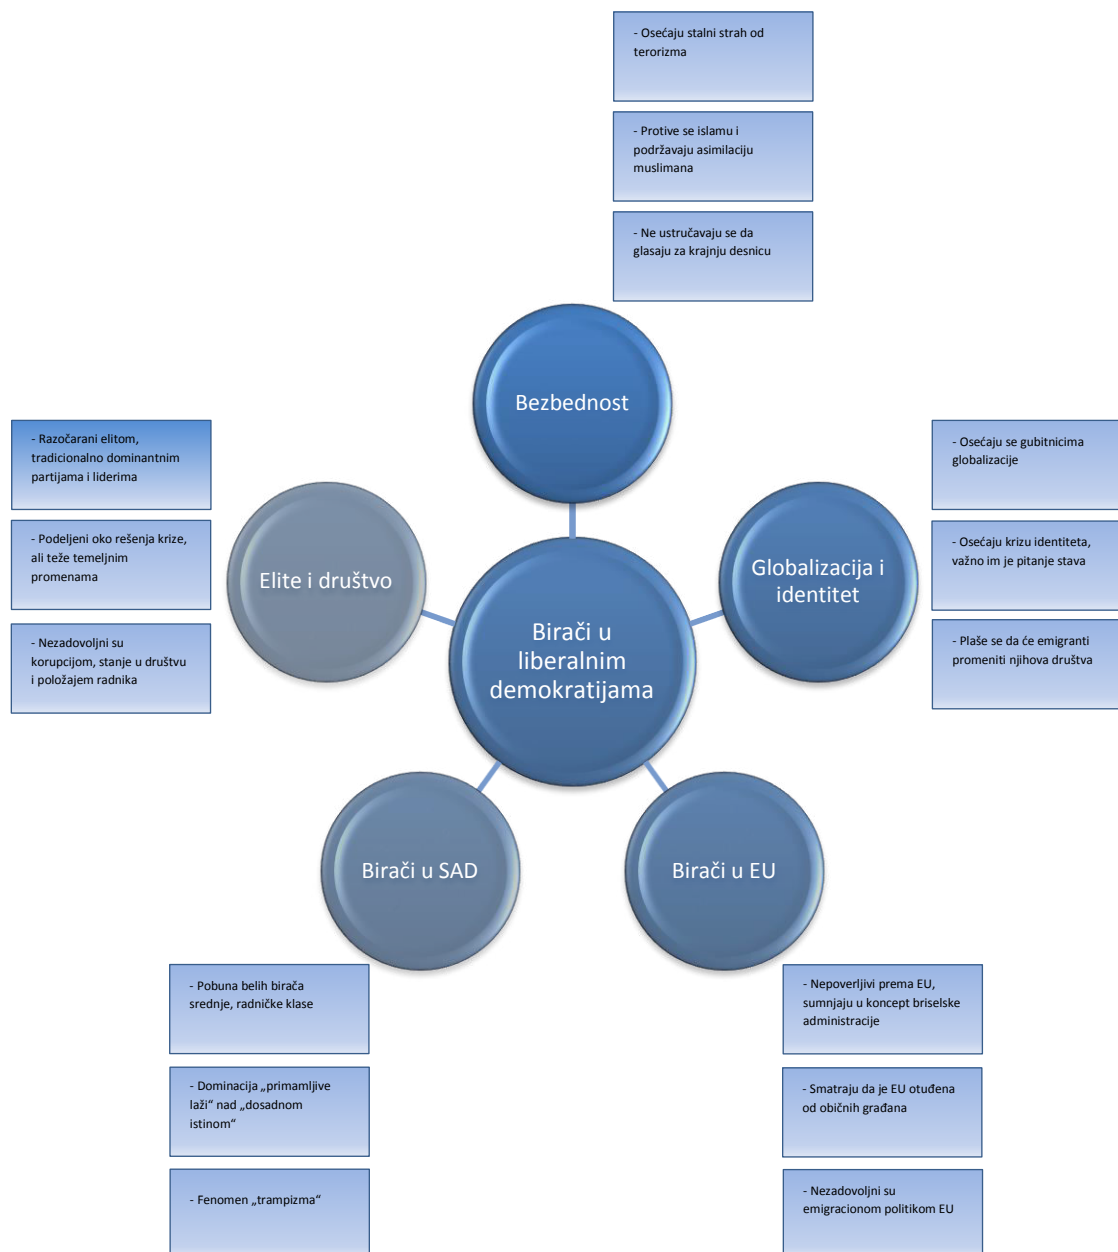 - Osećaju stalni strah od
terorizma
- Protive se islamu i
podržavaju asimilaciju
muslimana
- Ne ustručavaju se da
glasaju za krajnju desnicu
Bezbednost
- Razočarani elitom,
tradicionalno dominantnim
partijama i liderima
- Podeljeni oko rešenja krize,
ali teže temeljnim
promenama
- Nezadovoljni su
korupcijom, stanje u društvu
i položajem radnika
Elite i društvo
Globalizacija i
identitet
- Osećaju se gubitnicima
globalizacije
- Osećaju krizu identiteta,
važno im je pitanje stava
- Plaše se da će emigranti
promeniti njihova društva
Birači u
liberalnim
demokratijama
Birači u SAD
Birači u EU
- Pobuna belih birača
srednje, radničke klase
- Dominacija „primamljive
laži“ nad „dosadnom
istinom“
- Fenomen „trampizma“
- Nepoverljivi prema EU,
sumnjaju u koncept briselske
administracije
- Smatraju da je EU otuđena
od običnih građana
- Nezadovoljni su
emigracionom politikom EU